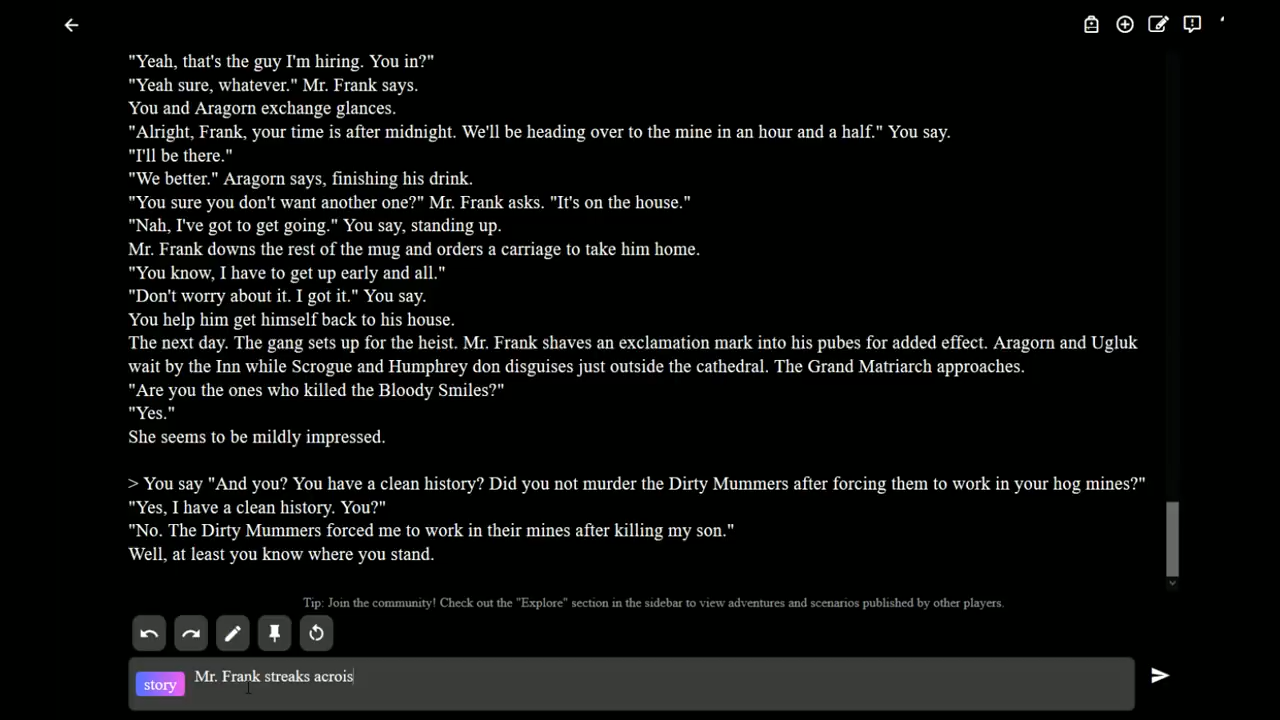 "Yeah, that's the guy I'm hiring. You in?"
"Yeah sure, whatever." Mr. Frank says.
You and Aragorn exchange glances.
"Alright, Frank, your time is after midnight. We'll be heading over to the mine in an hour and a half." You say.
"I'll be there."
"We better." Aragorn says, finishing his drink.
"You sure you don't want another one?" Mr. Frank asks. "It's on the house."
"Nah, I've got to get going." You say, standing up.
Mr. Frank downs the rest of the mug and orders a carriage to take him home.
"You know, I have to get up early and all."
"Don't worry about it. I got it." You say.
You help him get himself back to his house.
The next day. The gang sets up for the heist. Mr. Frank shaves an exclamation mark into his pubes for added effect. Aragorn and Ugluk
wait by the Inn while Scrogue and Humphrey don disguises just outside the cathedral. The Grand Matriarch approaches.
"Are you the ones who killed the Bloody Smiles?"
"Yes."
She seems to be mildly impressed.
> You say "And you? You have a clean history? Did you not murder the Dirty Mummers after forcing them to work in your hog mines?"
"Yes, I have a clean history. You?"
"No. The Dirty Mummers forced me to work in their mines after killing my son."
Well, at least you know where you stand.
Tip: Join the community! Check out the "Explore" section in the sidebar to view adventures and scenarios published by other players.
story Mr. Frank streaks acrois